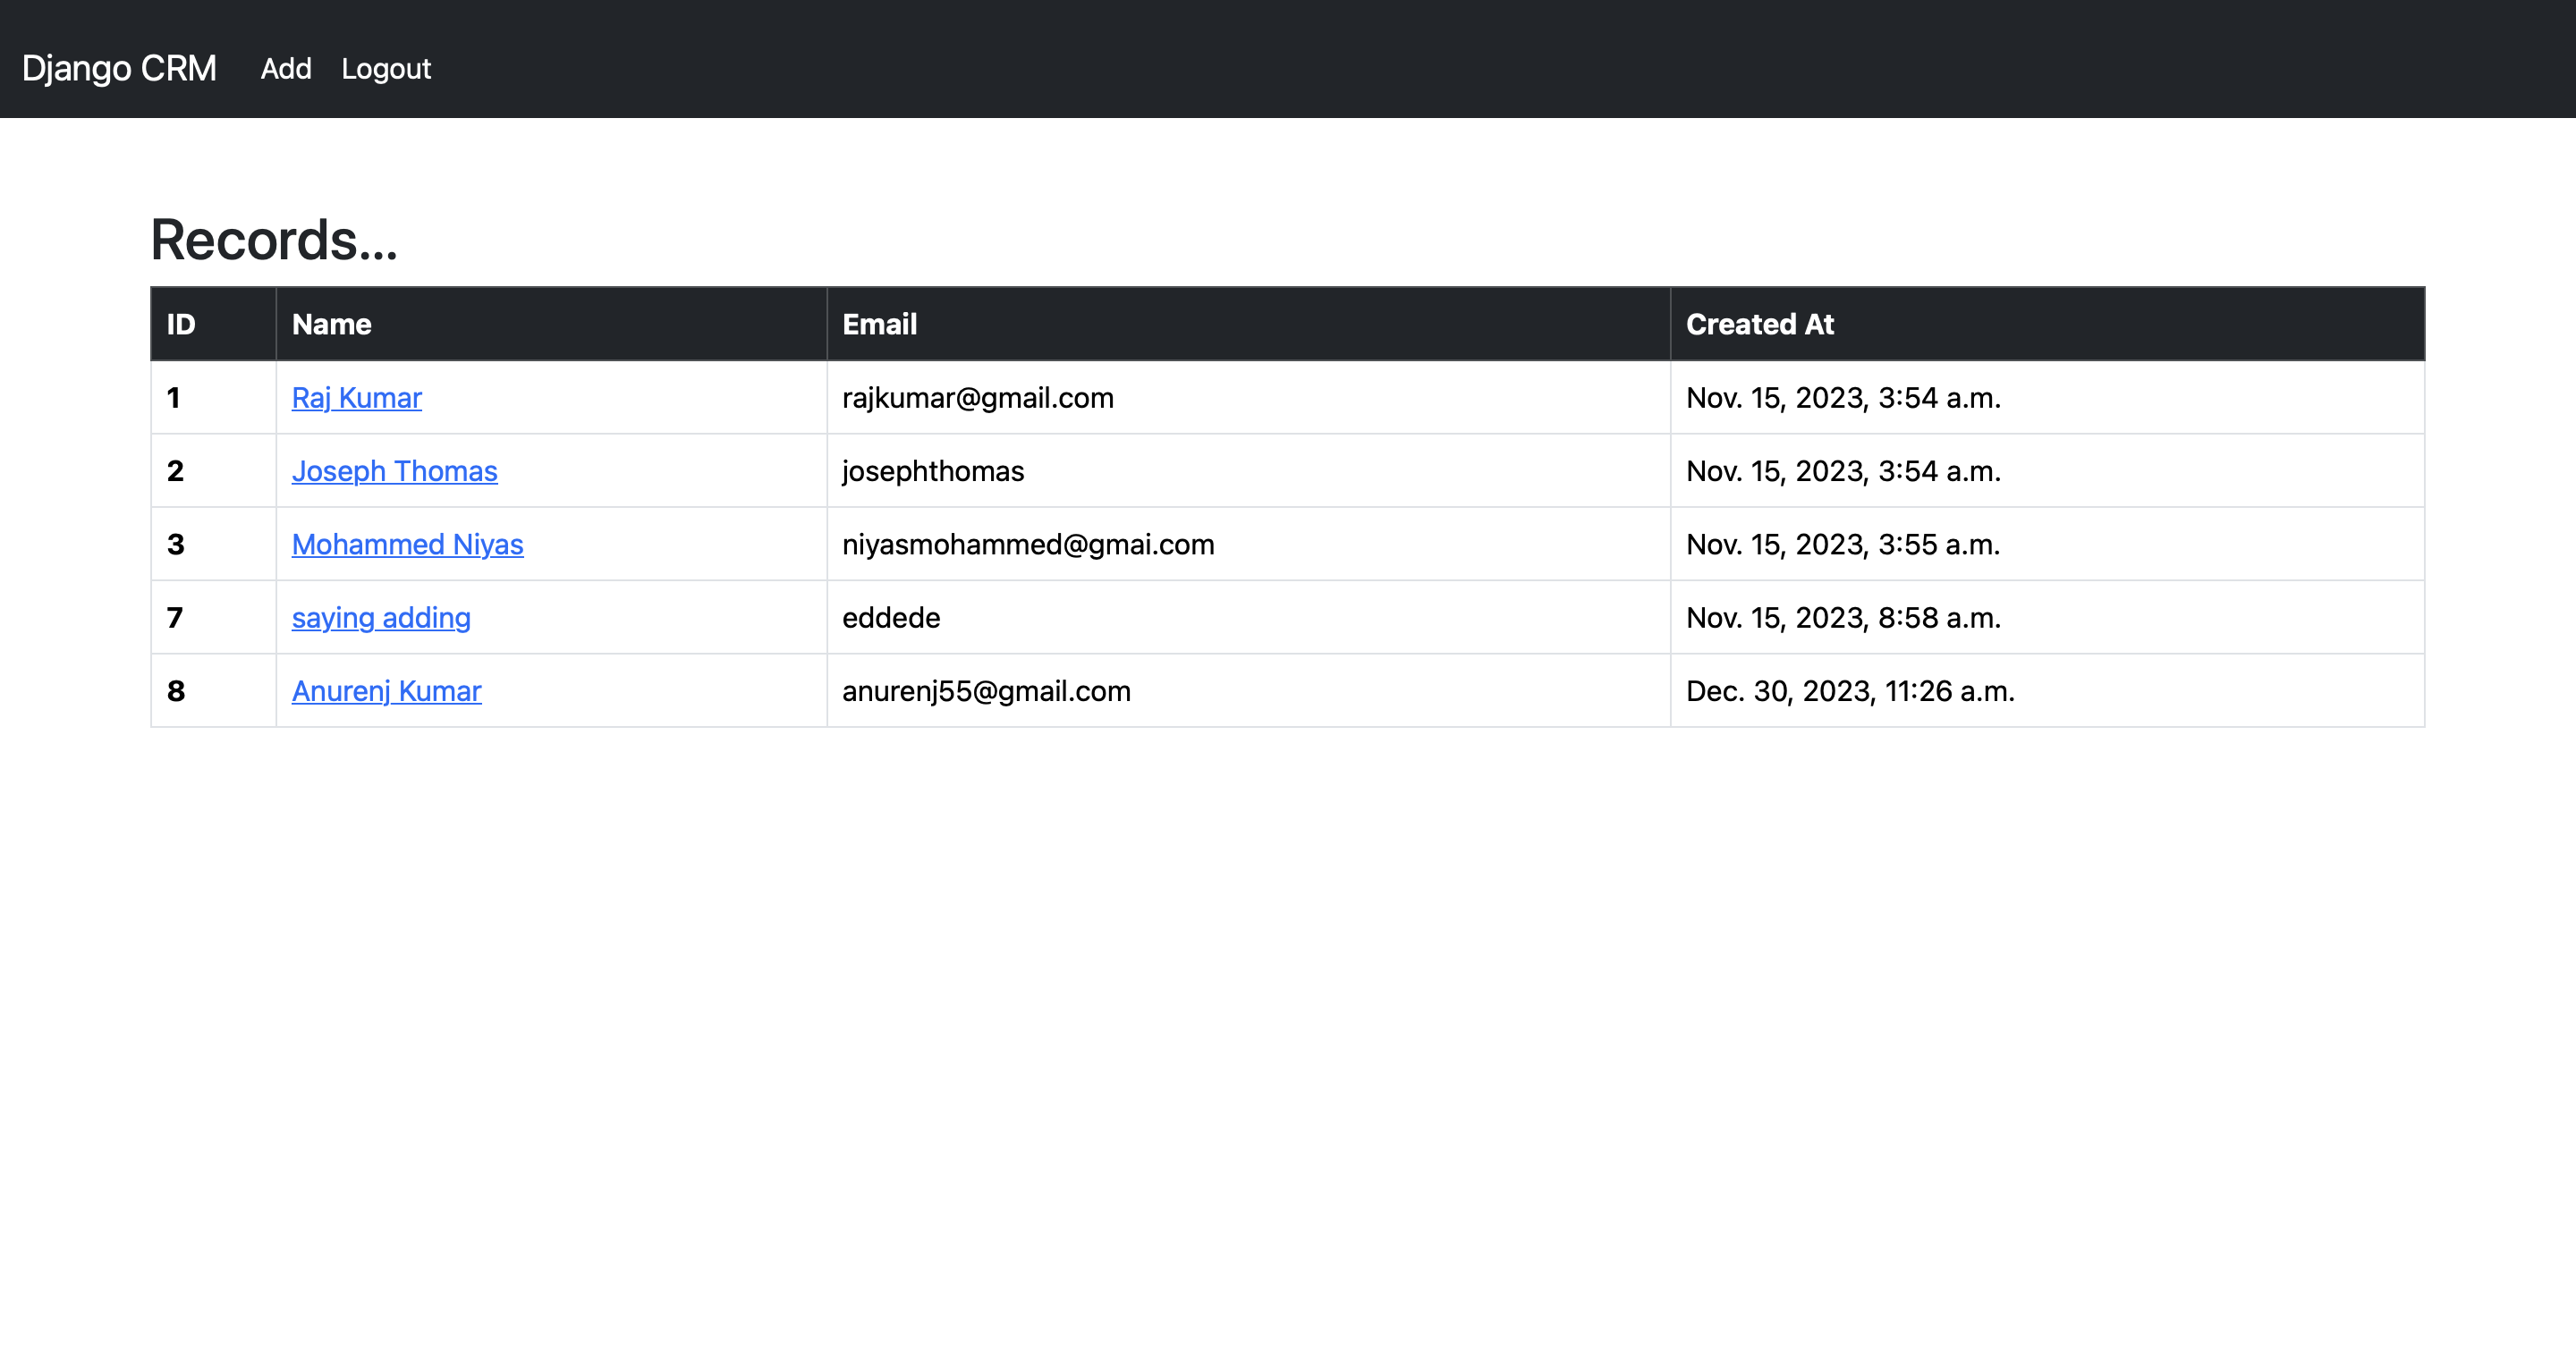 Django CRM Add Logout
Records...
ID Name Email Created At
1 Raj Kumar rajkumar@gmail.com Nov. 15, 2023, 3:54 a.m.
2 Joseph Thomas josephthomas Nov. 15, 2023, 3:54 a.m.
3 Mohammed Niyas niyasmohammed@gmai.com Nov. 15, 2023, 3:55 a.m.
7 saying adding eddede Nov. 15, 2023, 8:58 a.m.
8 Anurenj Kumar anurenj55@gmail.com Dec. 30, 2023, 11:26 a.m.